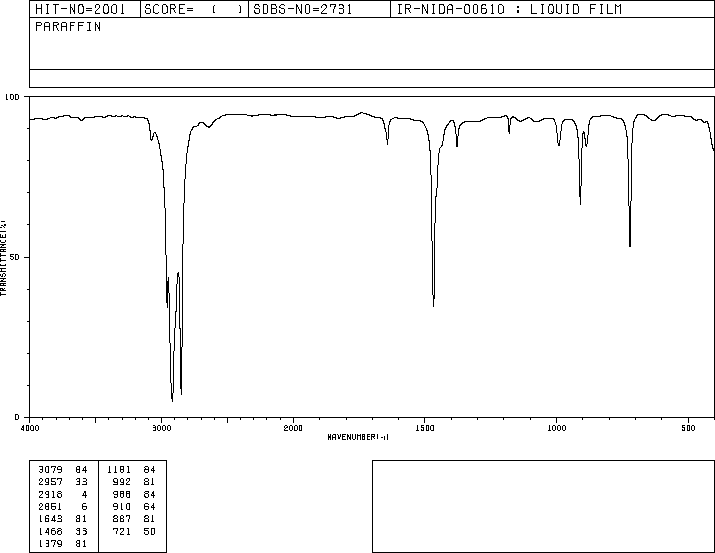 HIT-NO=2001 SCORE= ( ) SDBS-NO=2731 IR-NIDA-00610 : LIQUID FILM
PARAFFIN
100
50
0
TRANSMITTANCE(%)
4000 3000 2000 1500 1000 500
WAVENUMBER(-1)
3079 84 1181 84
2957 33 992 81
2918 4 988 84
2851 6 910 64
1643 81 887 81
1468 33 721 50
1379 81